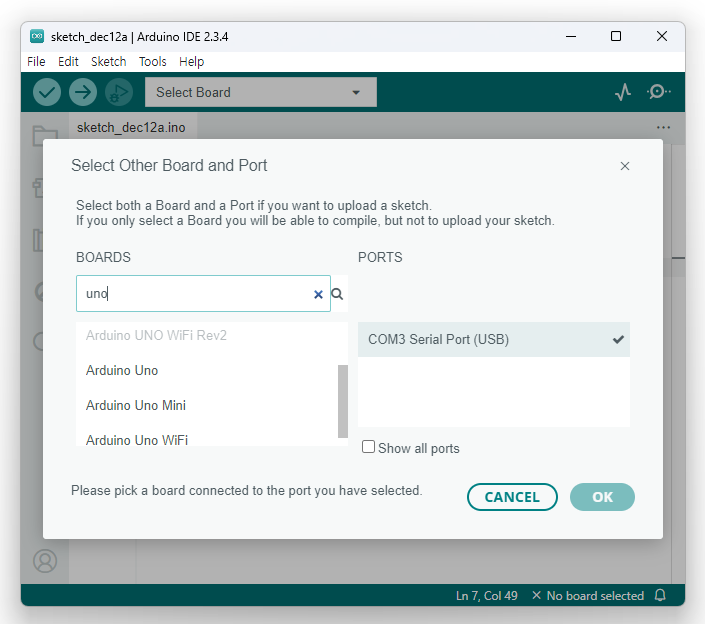 sketch_dec12a | Arduino IDE 2.3.4
File Edit Sketch Tools Help
Select Board
sketch_dec12a.ino
Select Other Board and Port
Select both a Board and a Port if you want to upload a sketch.
If you only select a Board you will be able to compile, but not to upload your sketch.
BOARDS
PORTS
uno
Arduino UNO WiFi Rev2
Arduino Uno
Arduino Uno Mini
Arduino Uno WiFi
COM3 Serial Port (USB)
Show all ports
Please pick a board connected to the port you have selected.
CANCEL
OK
Ln 7, Col 49
No board selected